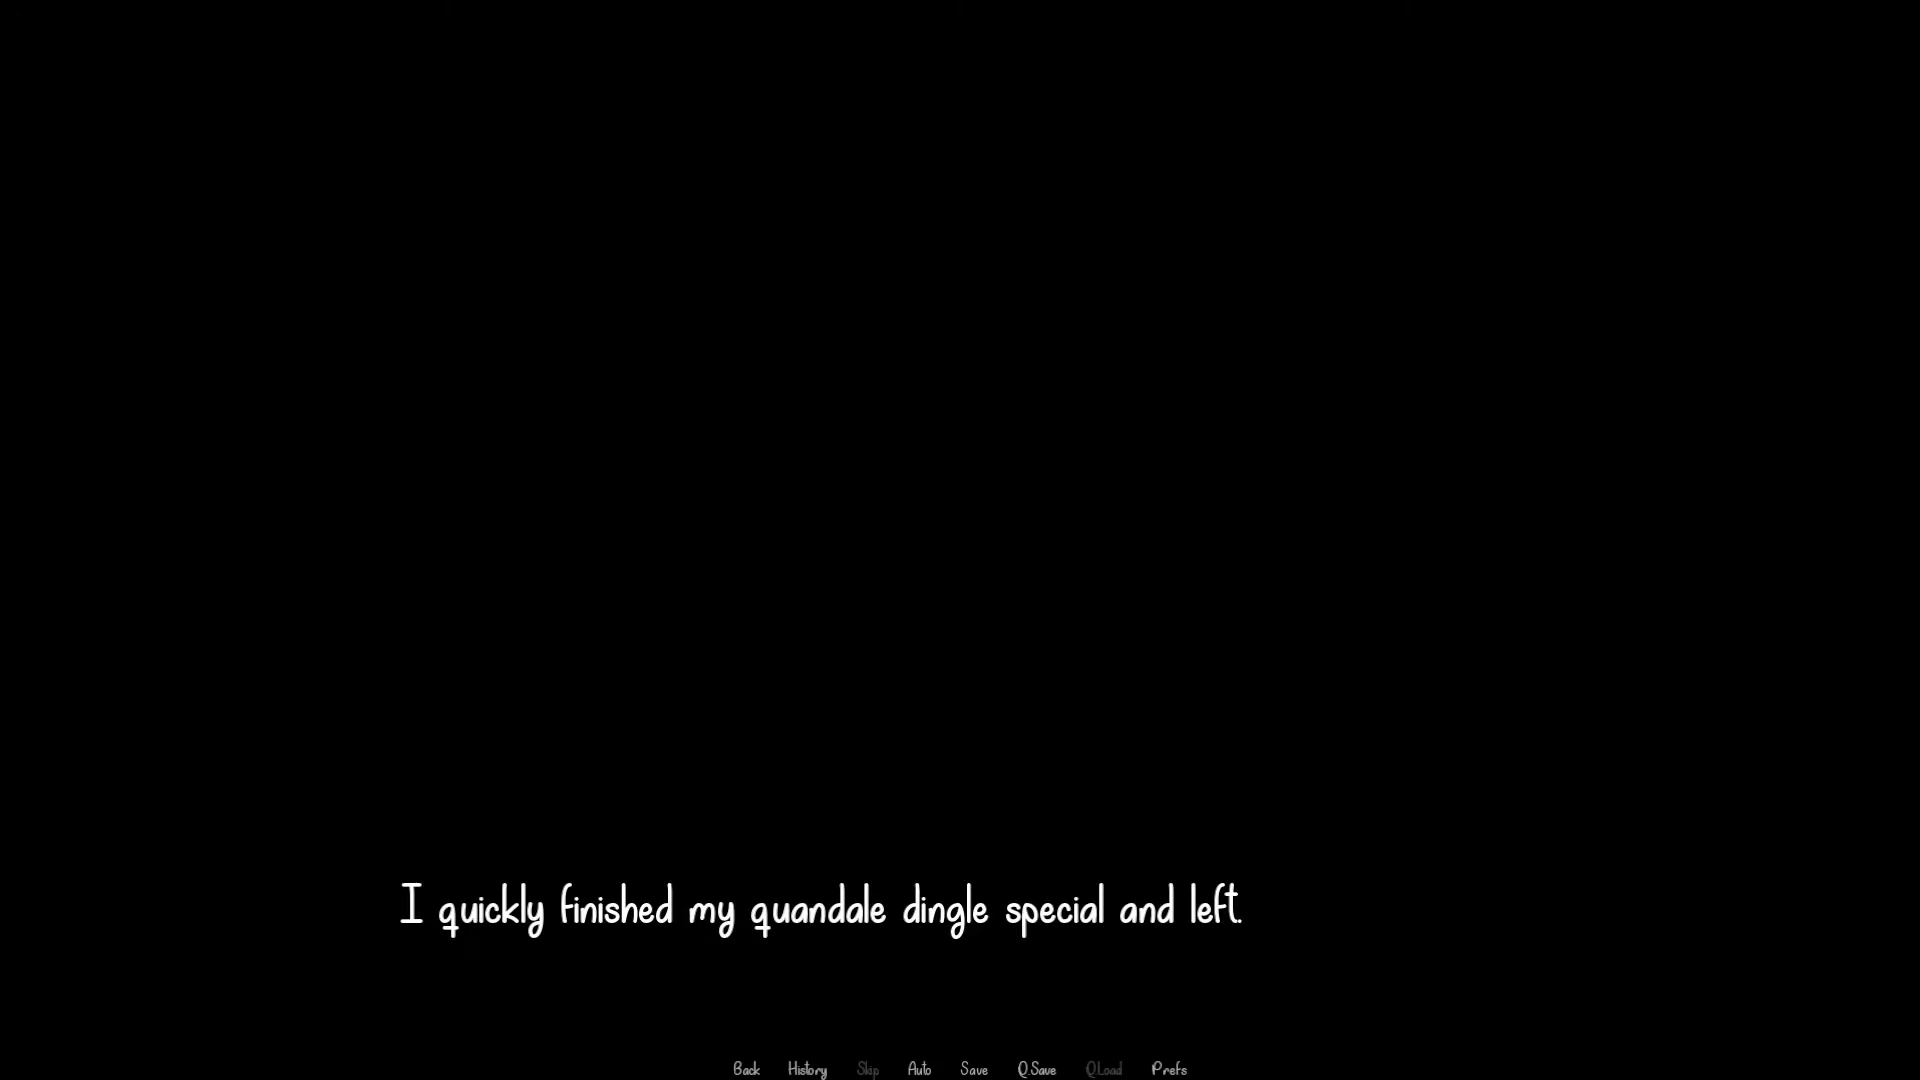 I quickly finished my quandale dingle special and left.
Back History Skip Auto Save Q.Save Q.Load Prefs